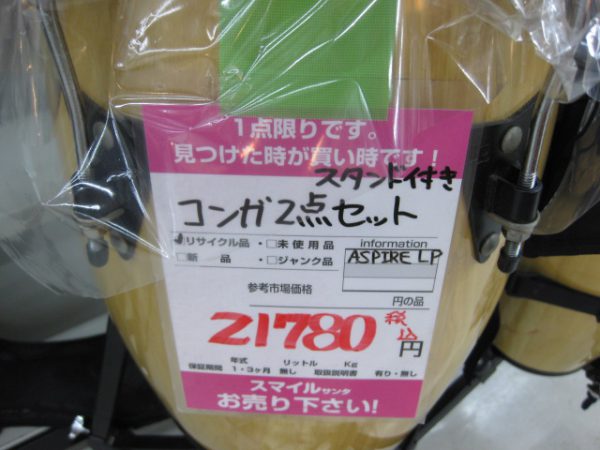 1点限りです。
見つけた時が買い時です!
スタンド付き
コンガ2点セット
リサイクル品・□未使用品
□新 品・□ジャンク品
information
ASPIRE LP
参考市場価格
円の品
21780 税込 円
年式 リットル Kg
保証期間 1・3ヶ月 無し 取扱説明書 有り・無し
スマイルサンタ
お売り下さい!